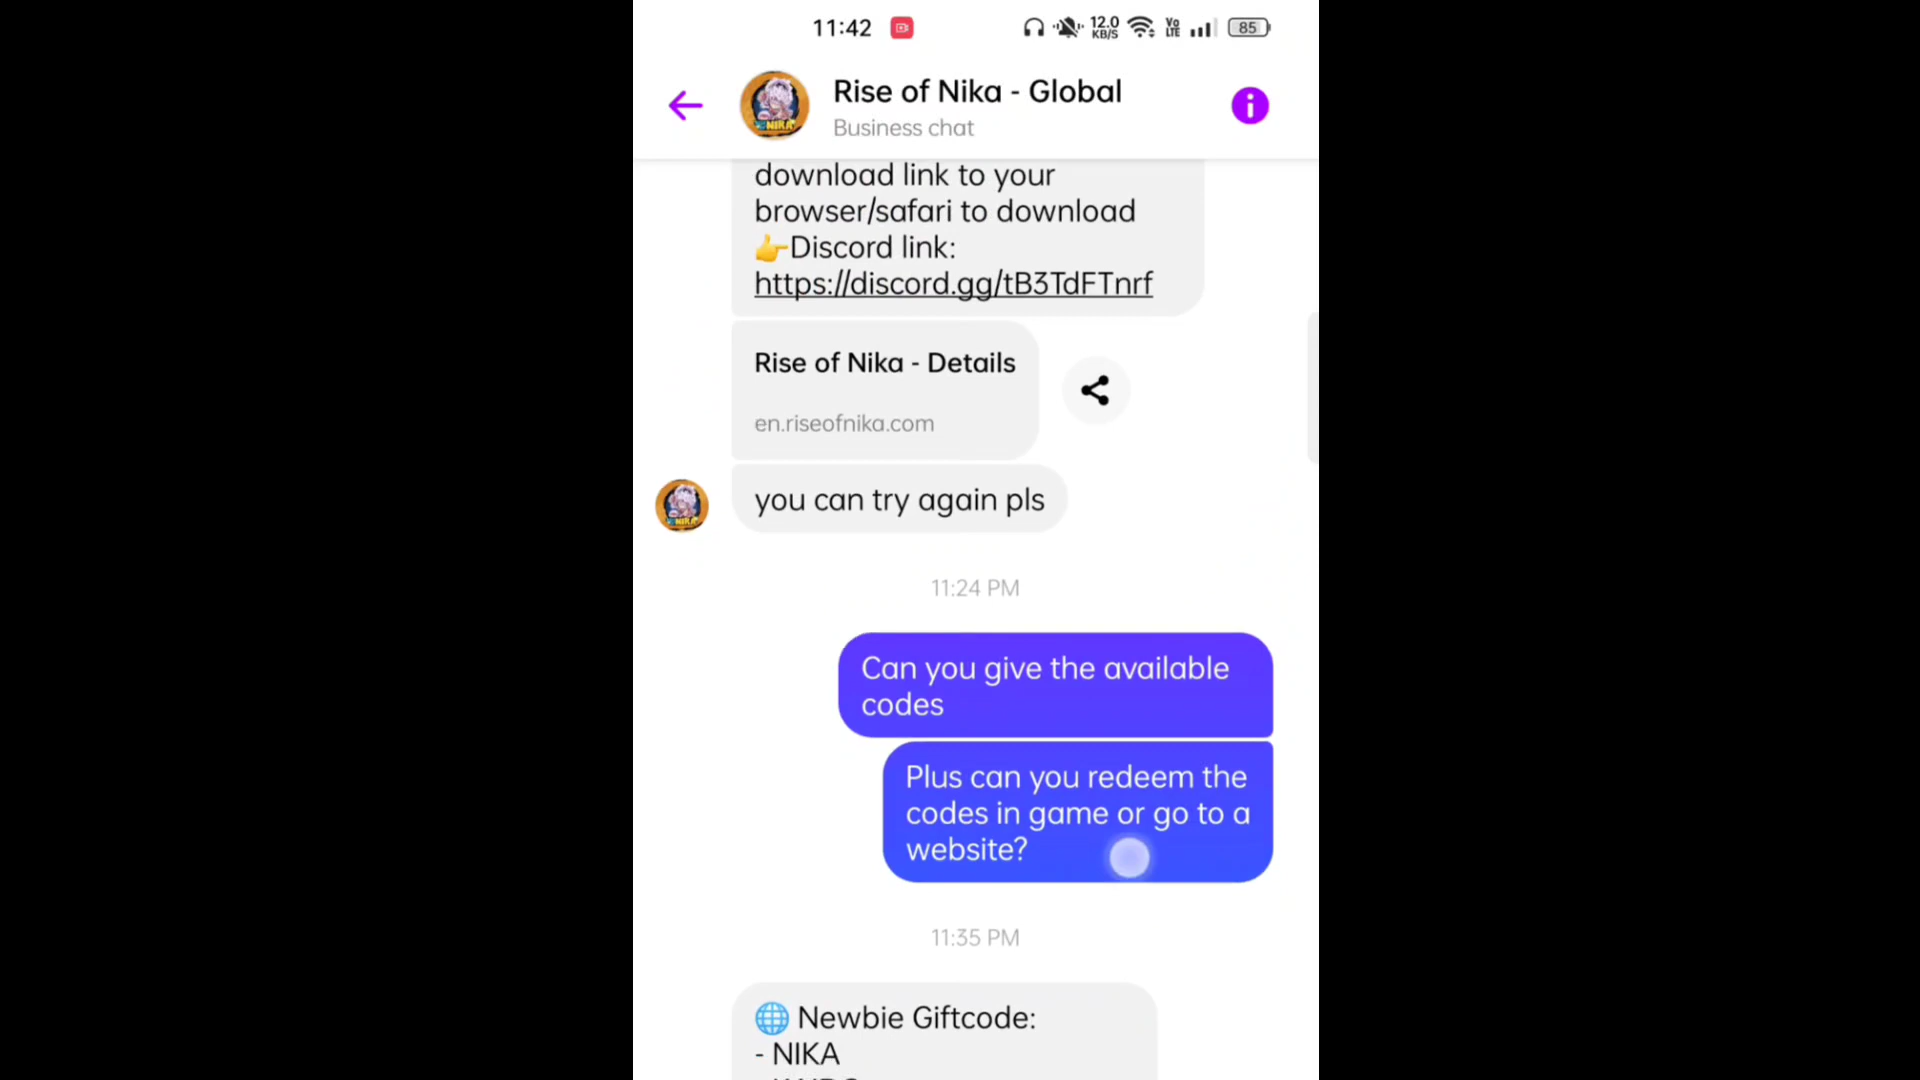 11:42
12.0
KB/S
Vo
LTE
85
Rise of Nika - Global
Business chat
download link to your
browser/safari to download
👉Discord link:
https://discord.gg/tB3TdFTnrf
Rise of Nika - Details
en.riseofnika.com
you can try again pls
11:24 PM
Can you give the available
codes
Plus can you redeem the
codes in game or go to a
website?
11:35 PM
🌐 Newbie Giftcode:
- NIKA